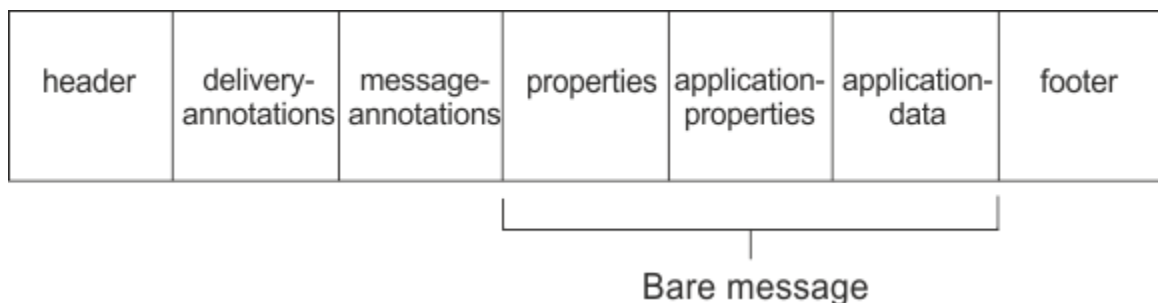 header
delivery-
annotations
message-
annotations
properties
application-
properties
application-
data
footer
Bare message